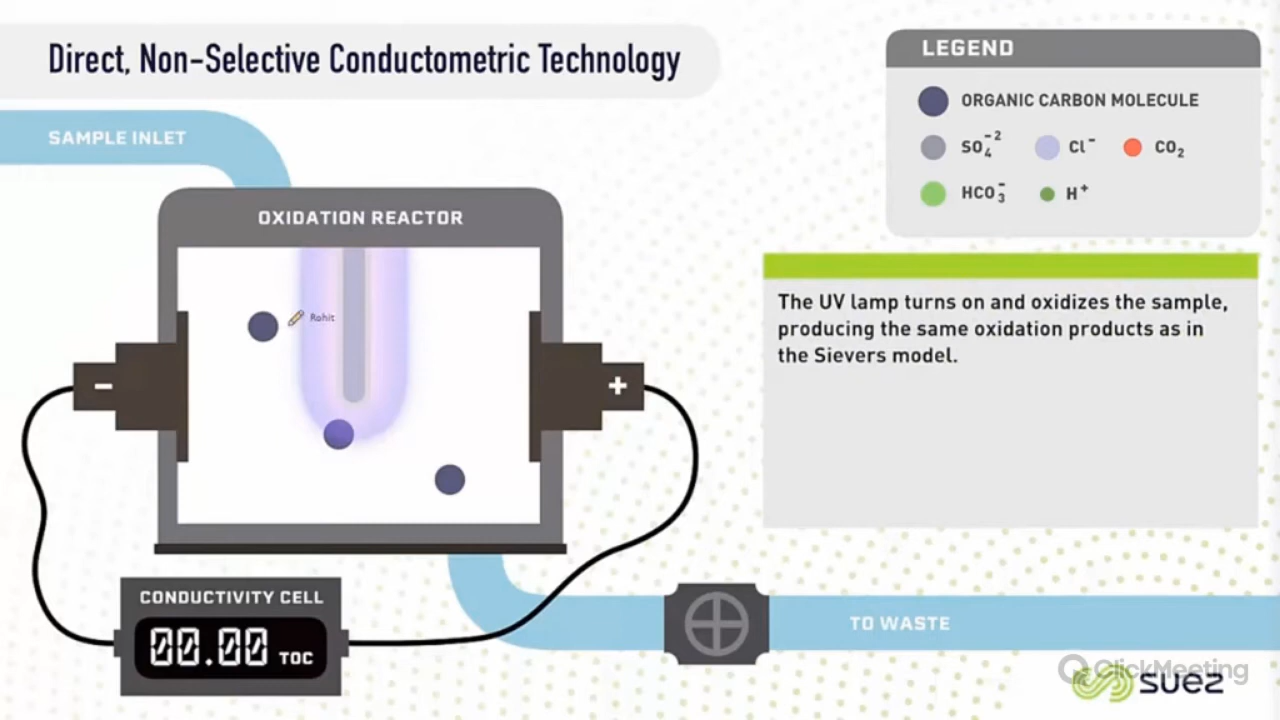 Direct, Non-Selective Conductometric Technology
LEGEND
ORGANIC CARBON MOLECULE
SO₄⁻² Cl⁻ CO₂
HCO₃⁻ H⁺
SAMPLE INLET
OXIDATION REACTOR
Rohit
The UV lamp turns on and oxidizes the sample,
producing the same oxidation products as in
the Sievers model.
−
+
CONDUCTIVITY CELL
00.00 TOC
TO WASTE
ClickMeeting
suez